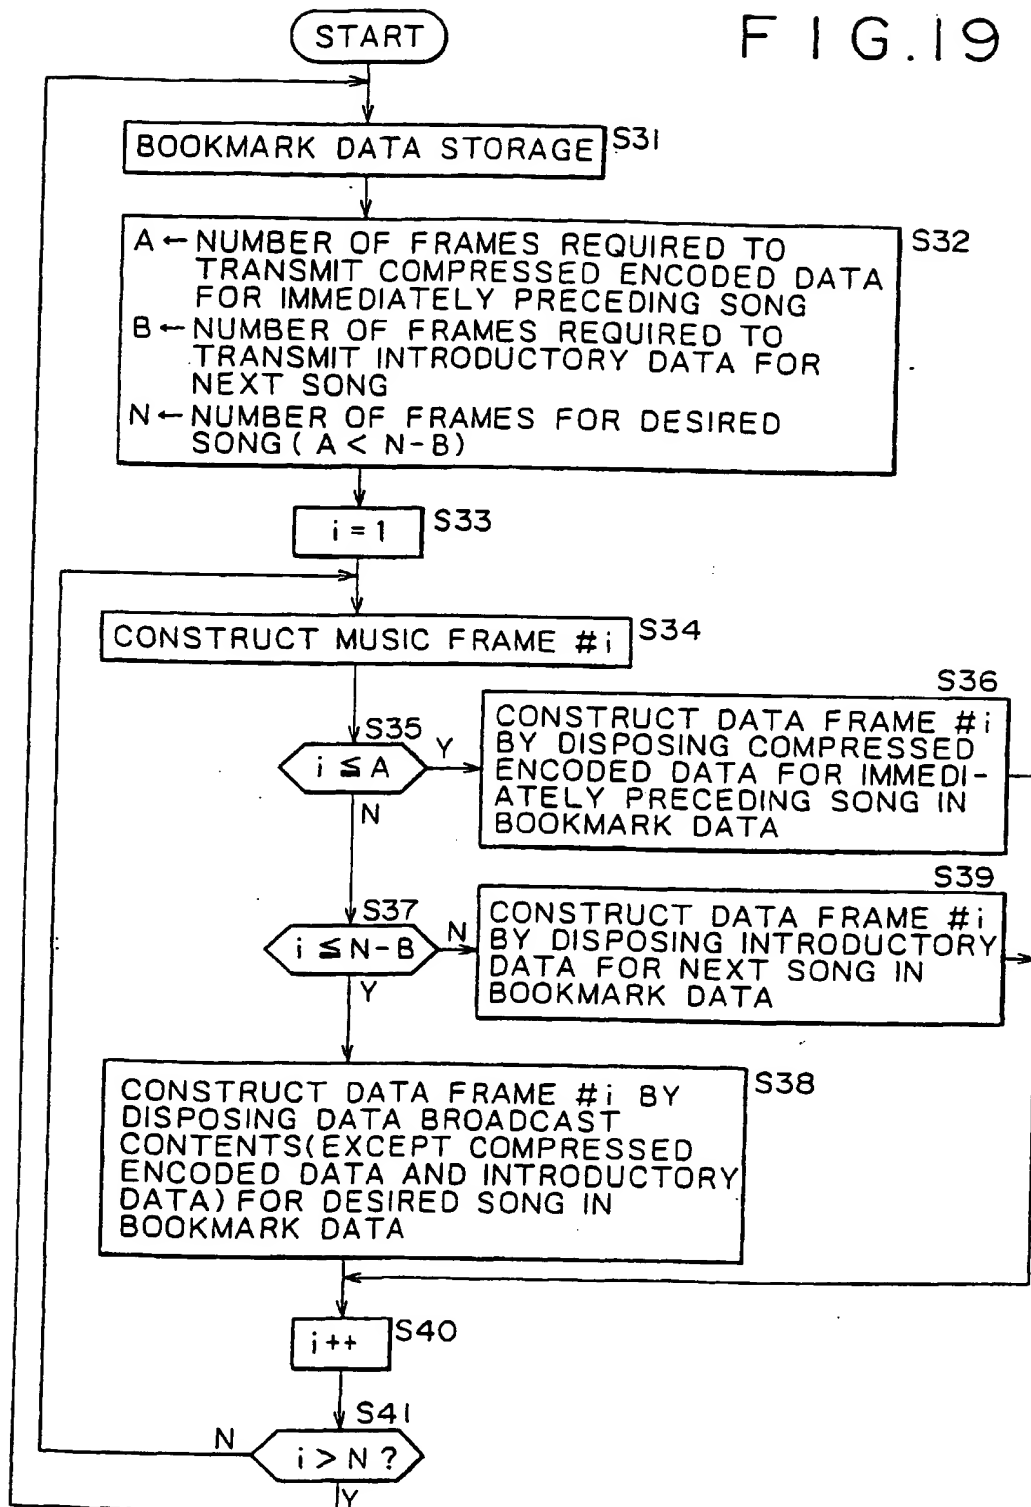 FIG.19
START
BOOKMARK DATA STORAGE
S31
A ← NUMBER OF FRAMES REQUIRED TO
TRANSMIT COMPRESSED ENCODED DATA
FOR IMMEDIATELY PRECEDING SONG
B ← NUMBER OF FRAMES REQUIRED TO
TRANSMIT INTRODUCTORY DATA FOR
NEXT SONG
N ← NUMBER OF FRAMES FOR DESIRED
SONG (A < N-B)
S32
i = 1
S33
CONSTRUCT MUSIC FRAME #i
S34
S35
i ≦ A
Y
N
S36
CONSTRUCT DATA FRAME #i
BY DISPOSING COMPRESSED
ENCODED DATA FOR IMMEDI-
ATELY PRECEDING SONG IN
BOOKMARK DATA
S37
i ≦ N-B
N
Y
S39
CONSTRUCT DATA FRAME #i
BY DISPOSING INTRODUCTORY
DATA FOR NEXT SONG IN
BOOKMARK DATA
CONSTRUCT DATA FRAME #i BY
DISPOSING DATA BROADCAST
CONTENTS(EXCEPT COMPRESSED
ENCODED DATA AND INTRODUCTORY
DATA) FOR DESIRED SONG IN
BOOKMARK DATA
S38
i++
S40
S41
i > N ?
N
Y